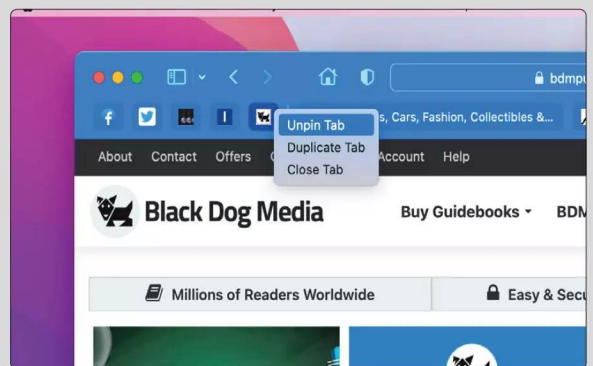 bdmpu
s, Cars, Fashion, Collectibles &...
Unpin Tab
Duplicate Tab
Close Tab
About Contact Offers Account Help
Black Dog Media
Buy Guidebooks
BDM
Millions of Readers Worldwide
Easy & Secu